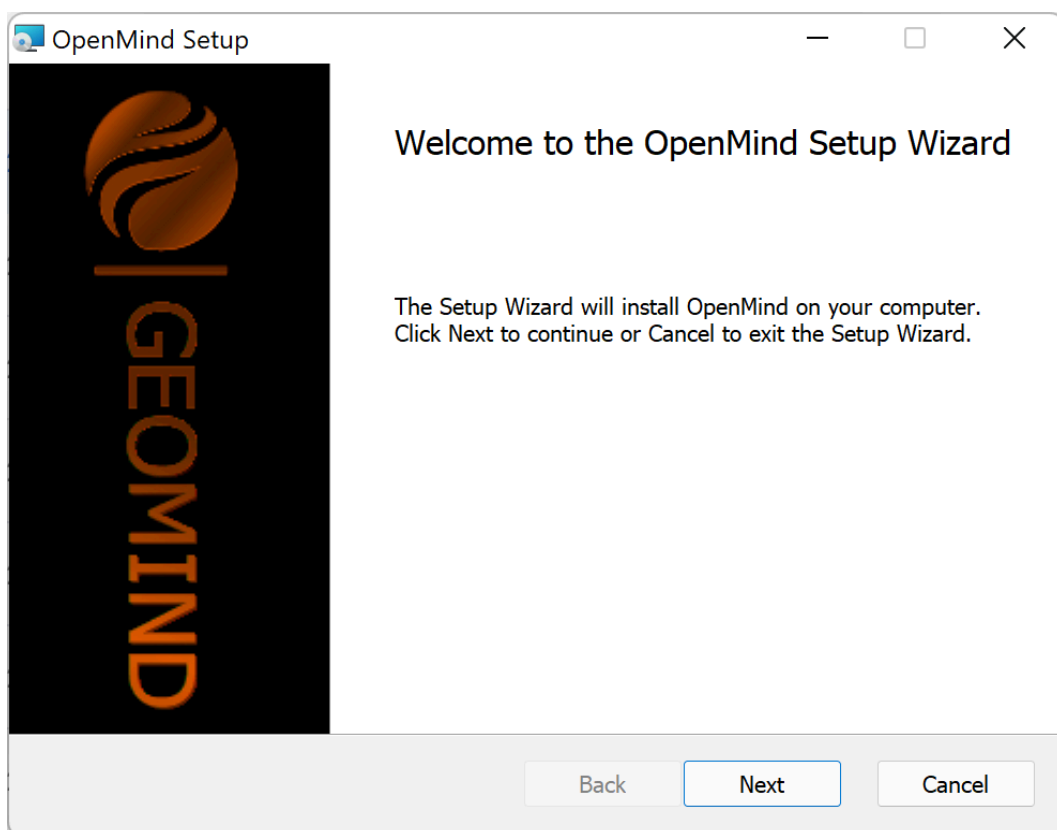 OpenMind Setup
GEOMIND
Welcome to the OpenMind Setup Wizard
The Setup Wizard will install OpenMind on your computer.
Click Next to continue or Cancel to exit the Setup Wizard.
Back
Next
Cancel